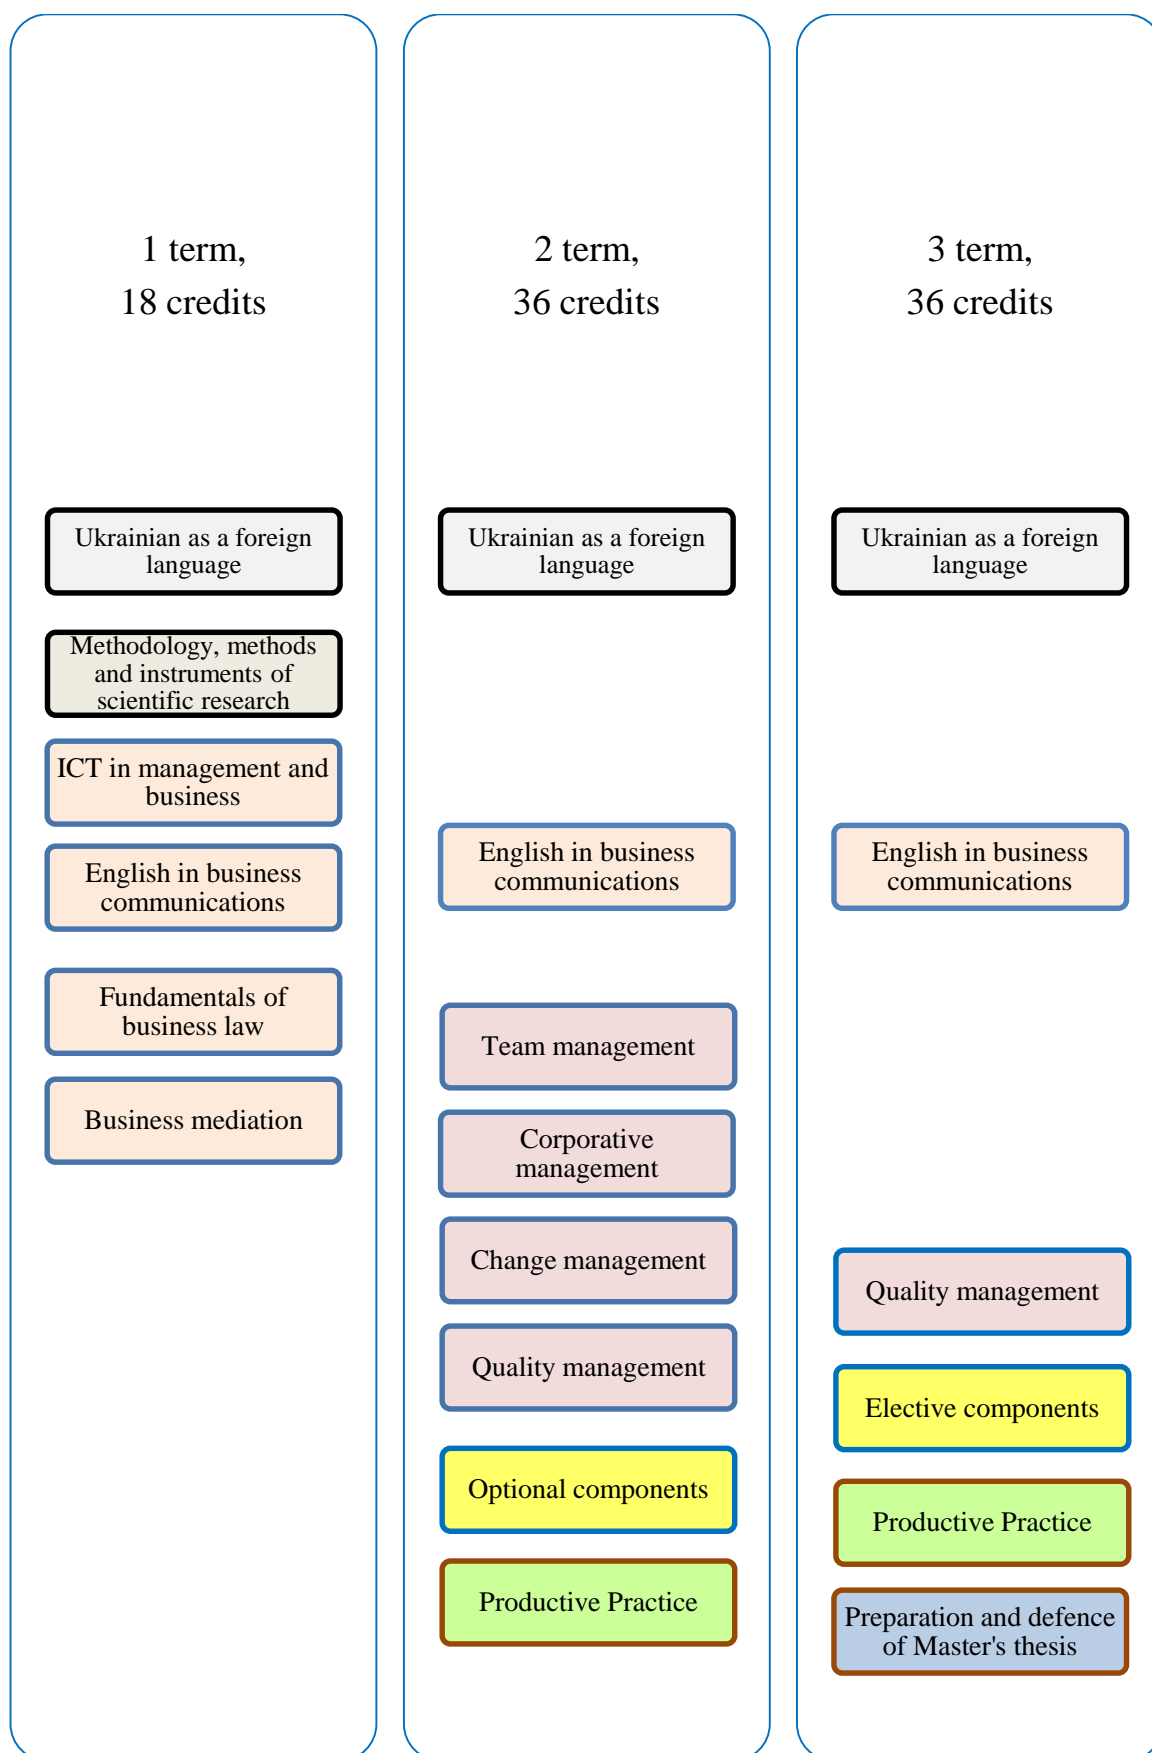 1 term,
18 credits
Ukrainian as a foreign
language
Methodology, methods
and instruments of
scientific research
ICT in management and
business
English in business
communications
Fundamentals of
business law
Business mediation
2 term,
36 credits
Ukrainian as a foreign
language
English in business
communications
Team management
Corporative
management
Change management
Quality management
Optional components
Productive Practice
3 term,
36 credits
Ukrainian as a foreign
language
English in business
communications
Quality management
Elective components
Productive Practice
Preparation and defence
of Master's thesis